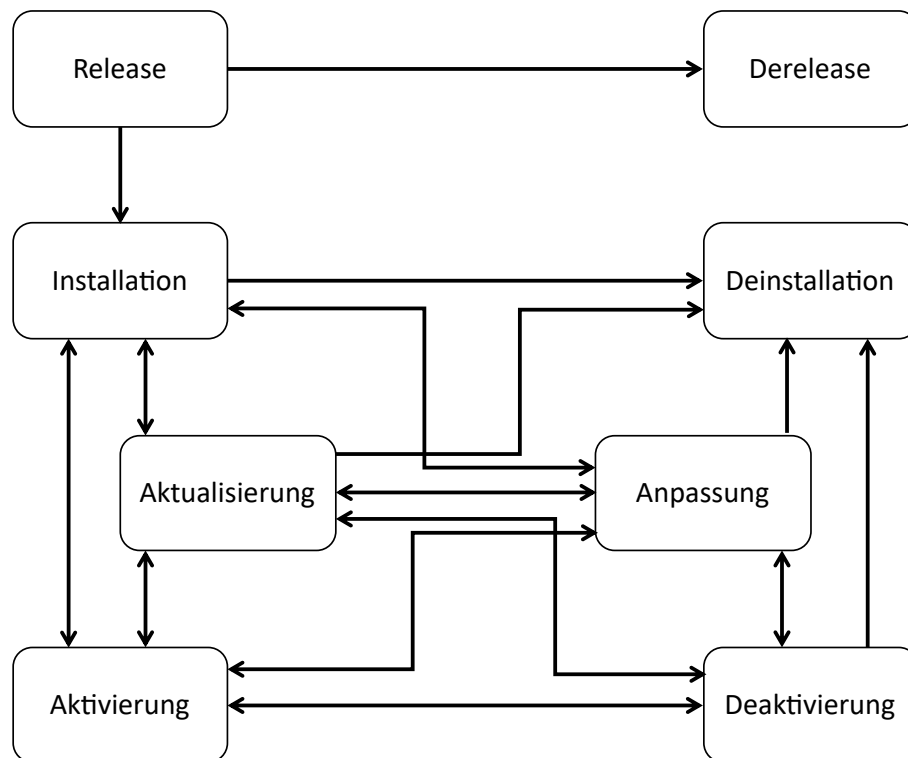 Release
Derelease
Installation
Deinstallation
Aktualisierung
Anpassung
Aktivierung
Deaktivierung